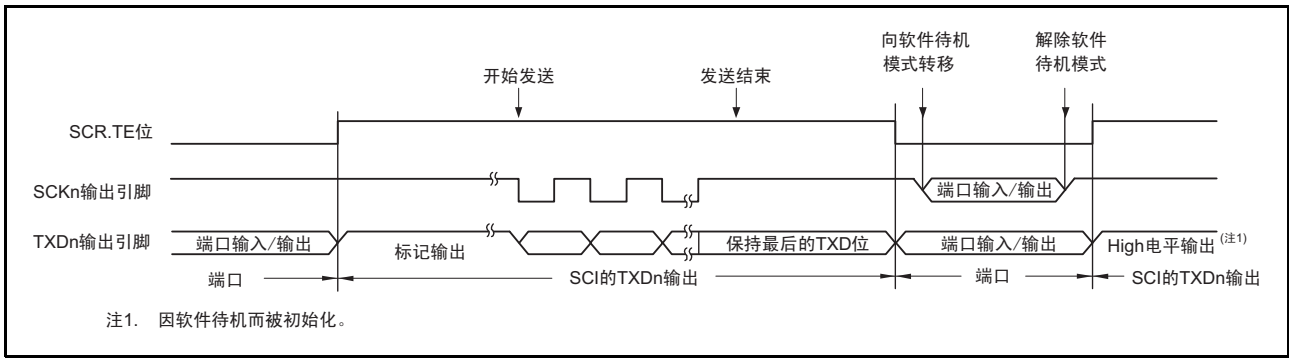 向软件待机
模式转移
解除软件
待机模式
开始发送
发送结束
SCR.TE位
SCKn输出引脚
端口输入/输出
TXDn输出引脚
端口输入/输出
标记输出
保持最后的TXD位
端口输入/输出
High电平输出(注1)
端口
SCI的TXDn输出
端口
SCI的TXDn输出
注1. 因软件待机而被初始化。